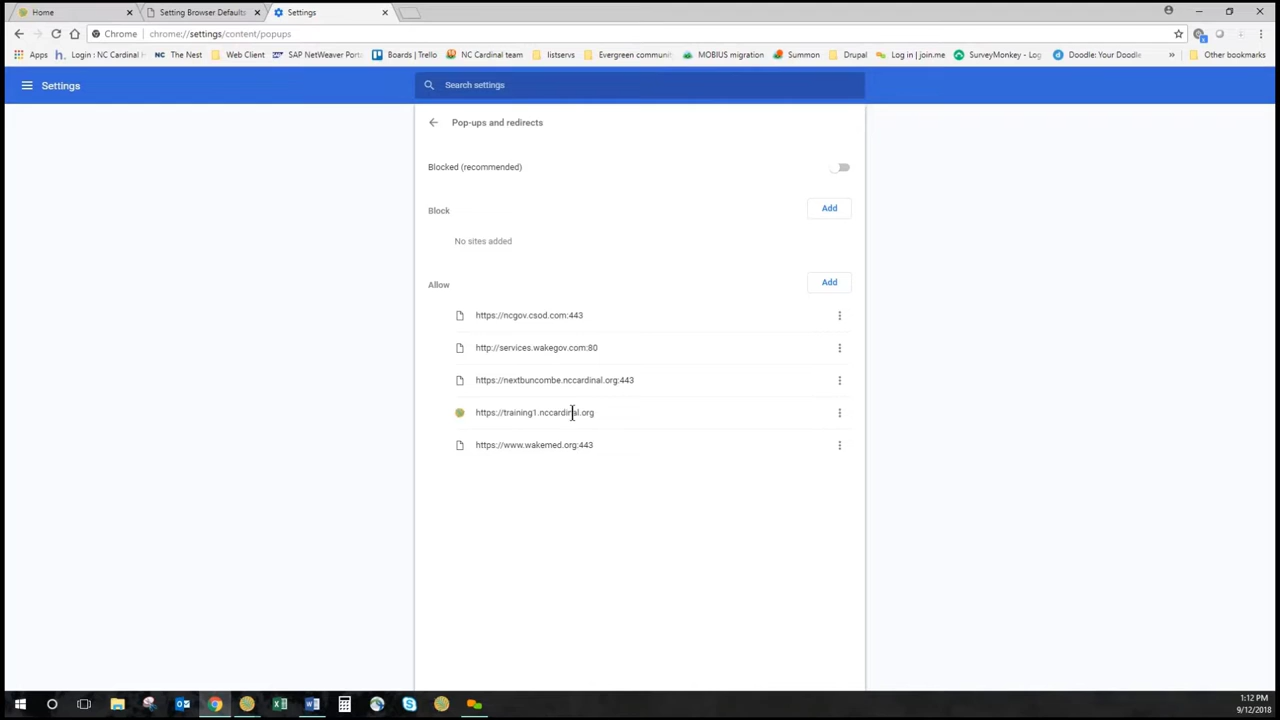 Home
Setting Browser Defaults
Settings
Chrome chrome://settings/content/popups
Apps Login : NC Cardinal The Nest Web Client SAP NetWeaver Port Boards | Trello NC Cardinal team listservs Evergreen commun MOBIUS migration Summon Drupal Log in | join.me SurveyMonkey - Log Doodle: Your Doodle » Other bookmarks
Settings
Search settings
Pop-ups and redirects
Blocked (recommended)
Block
Add
No sites added
Allow
Add
https://ncgov.csod.com:443
http://services.wakegov.com:80
https://nextbuncombe.nccardinal.org:443
https://training1.nccardinal.org
https://www.wakemed.org:443
1:12 PM
9/12/2018